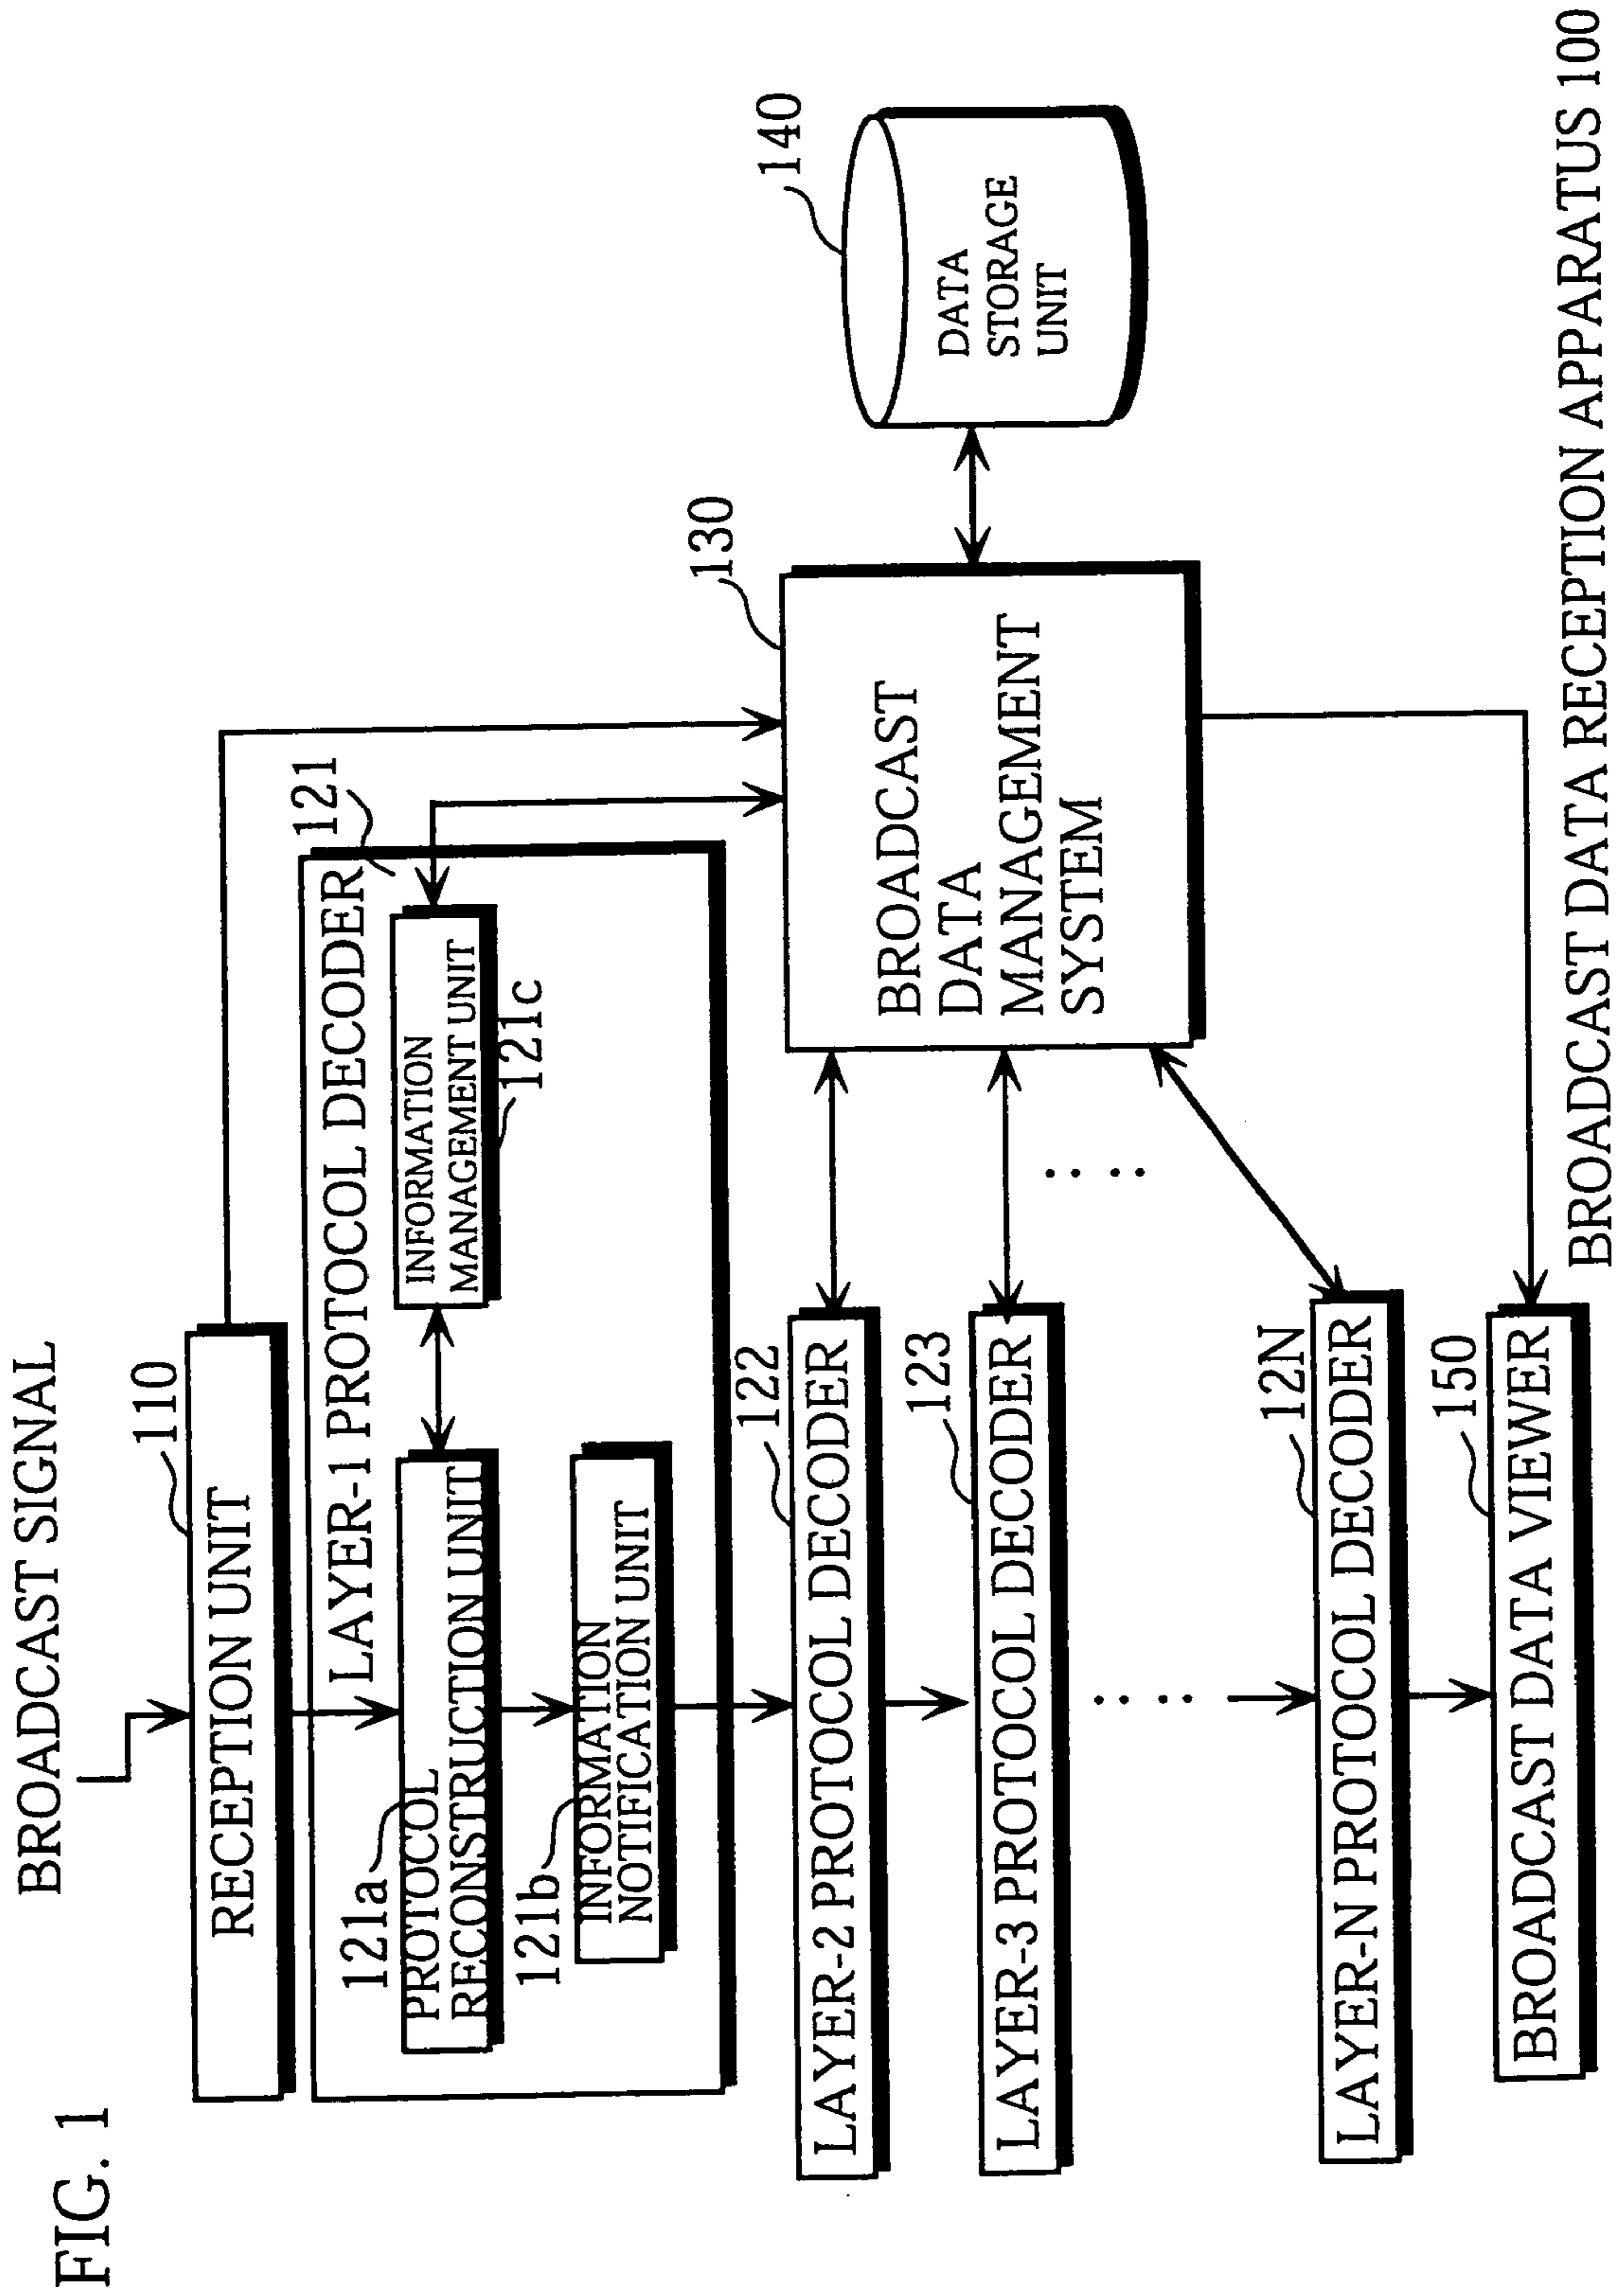 FIG. 1
BROADCAST SIGNAL
110
RECEPTION UNIT
121
LAYER-1 PROTOCOL DECODER
121a
PROTOCOL
RECONSTRUCTION UNIT
INFORMATION
MANAGEMENT UNIT
121c
121b
INFORMATION
NOTIFICATION UNIT
122
LAYER-2 PROTOCOL DECODER
123
LAYER-3 PROTOCOL DECODER
12N
LAYER-N PROTOCOL DECODER
150
BROADCAST DATA VIEWER
130
BROADCAST
DATA
MANAGEMENT
SYSTEM
140
DATA
STORAGE
UNIT
BROADCAST DATA RECEPTION APPARATUS 100